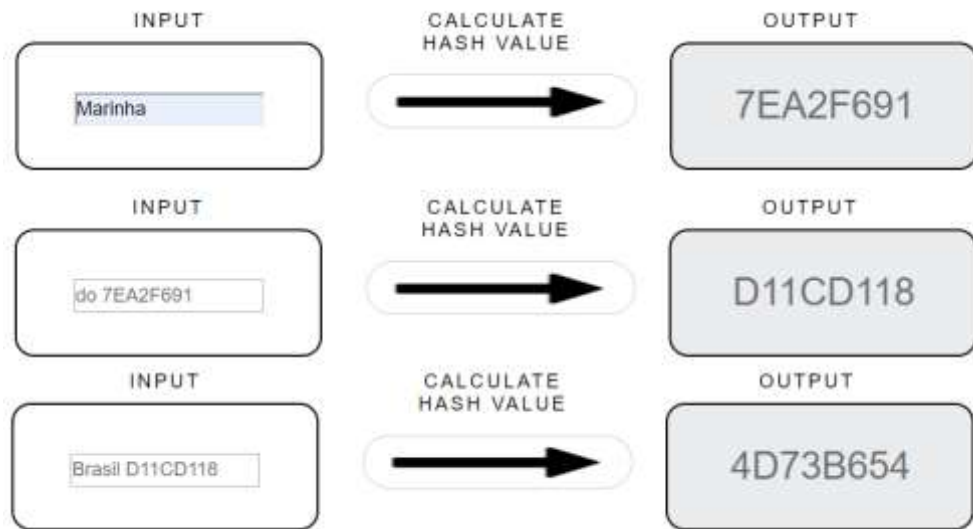 INPUT
CALCULATE
HASH VALUE
OUTPUT
Marinha
7EA2F691
INPUT
CALCULATE
HASH VALUE
OUTPUT
do 7EA2F691
D11CD118
INPUT
CALCULATE
HASH VALUE
OUTPUT
Brasil D11CD118
4D73B654